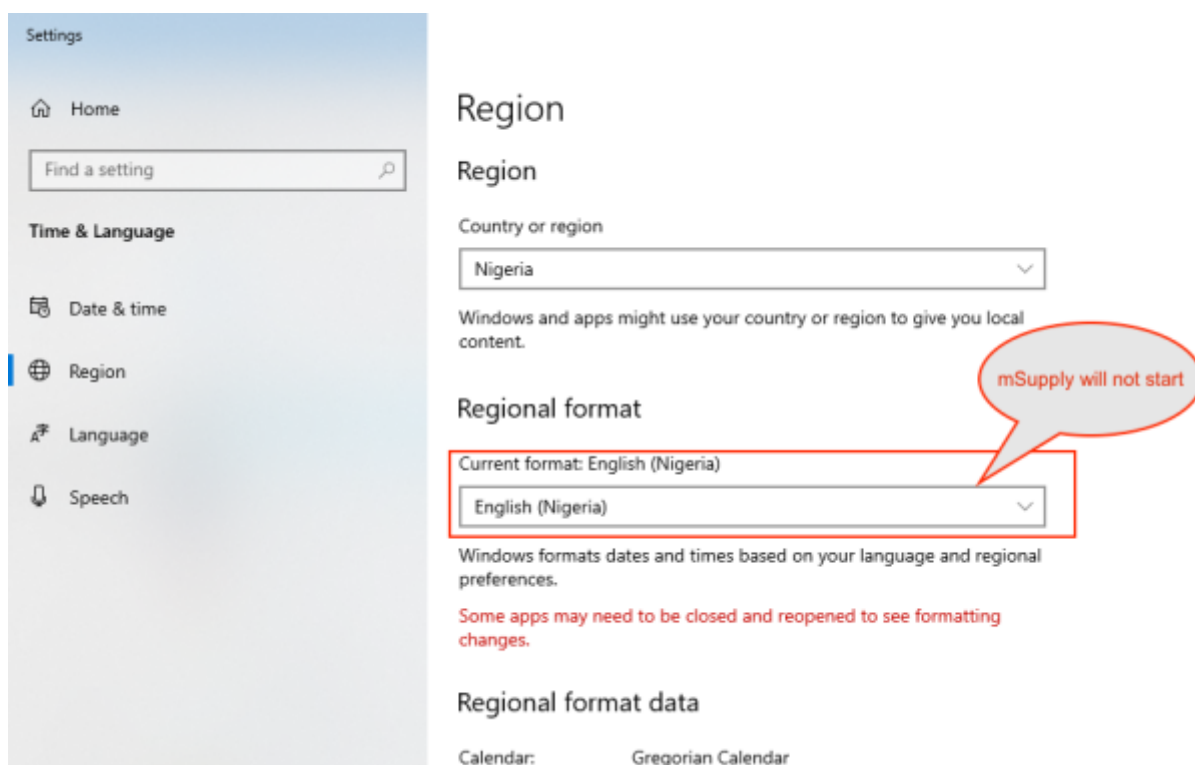 Settings
Home
Find a setting
Time & Language
Date & time
Region
Language
Speech
Region
Region
Country or region
Nigeria
Windows and apps might use your country or region to give you local
content.
mSupply will not start
Regional format
Current format: English (Nigeria)
English (Nigeria)
Windows formats dates and times based on your language and regional
preferences.
Some apps may need to be closed and reopened to see formatting
changes.
Regional format data
Calendar: Gregorian Calendar